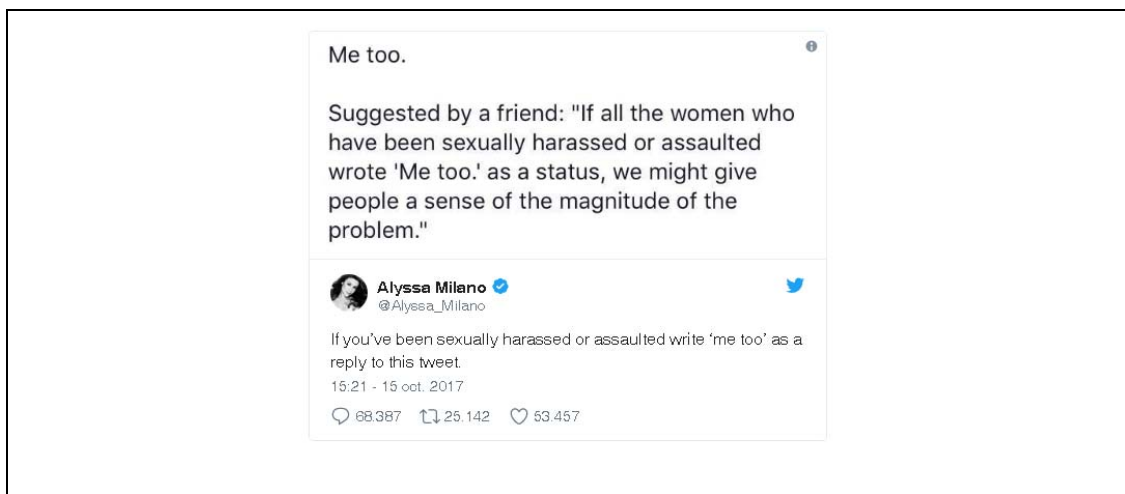 Me too.
Suggested by a friend: "If all the women who
have been sexually harassed or assaulted
wrote 'Me too.' as a status, we might give
people a sense of the magnitude of the
problem."
Alyssa Milano
@Alyssa_Milano
If you've been sexually harassed or assaulted write ‘me too’ as a
reply to this tweet.
15:21 - 15 oct. 2017
68.387 25.142 53.457